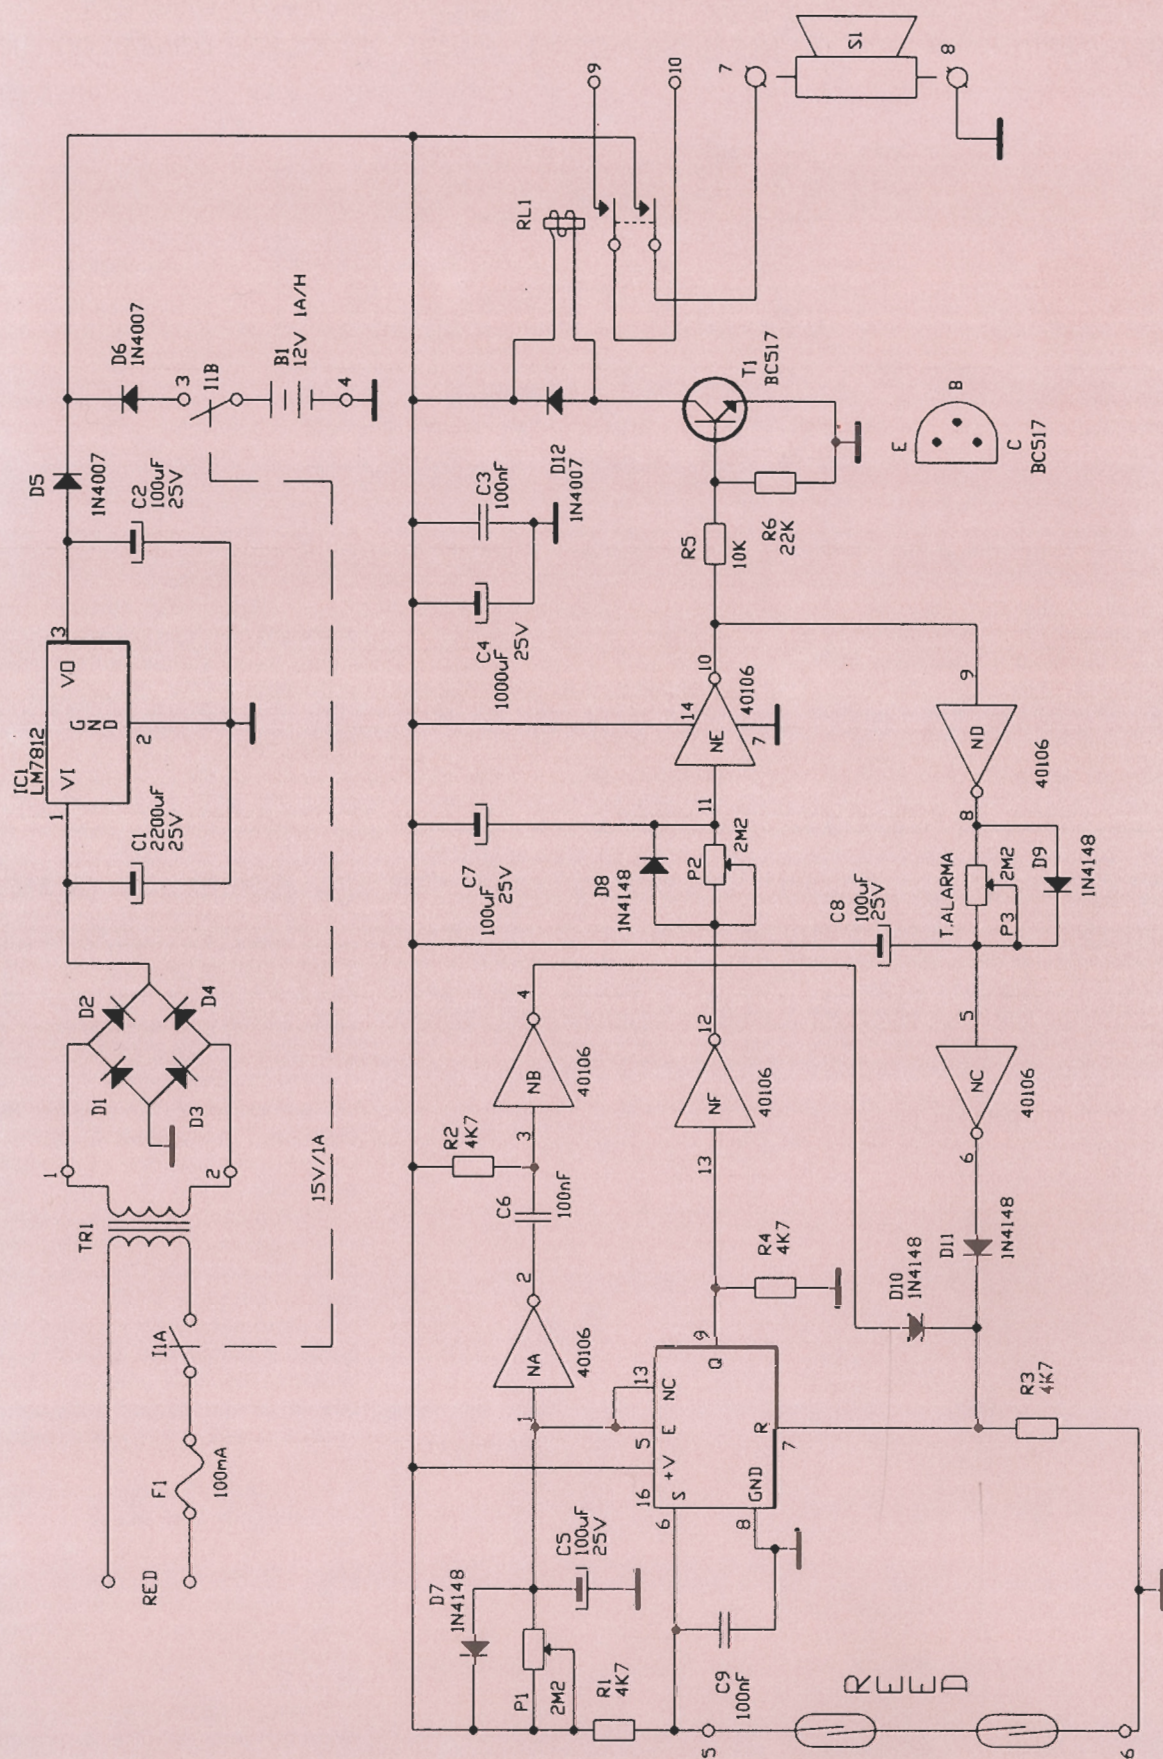 RED
F1
100mA
I1A
TR1
1
2
D1
D2
D3
D4
15V/1A
IC1
LM7812
VI
VO
GND
1
2
3
C1
2200uF
25V
C2
100uF
25V
D5
1N4007
D6
1N4007
3
I1B
B1
12V 1A/H
4
D7
1N4148
P1
2M2
C5
100uF
25V
R1
4K7
1
NA
2
40106
C6
100nF
R2
4K7
3
NB
4
40106
C7
100uF
25V
D8
1N4148
P2
2M2
C4
1000uF
25V
C3
100nF
D12
1N4007
RL1
9
10
7
S1
8
16
+V
5
E
13
NC
6
S
8
GND
R
7
Q
9
C9
100nF
R4
4K7
13
NF
12
40106
11
NE
14
7
10
40106
R5
10K
R6
22K
T1
BC517
E
B
C
BC517
D10
1N4148
D11
1N4148
R3
4K7
6
NC
5
40106
C8
100uF
25V
T.ALARMA
P3
2M2
D9
1N4148
8
ND
9
40106
5
REED
6